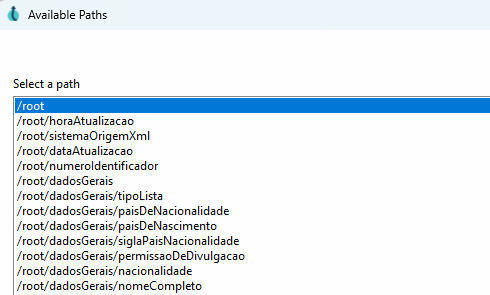 Available Paths
Select a path
/root
/root/horaAtualizacao
/root/sistemaOrigemXml
/root/dataAtualizacao
/root/numeroIdentificador
/root/dadosGerais
/root/dadosGerais/tipoLista
/root/dadosGerais/paisDeNacionalidade
/root/dadosGerais/paisDeNascimento
/root/dadosGerais/siglaPaisNacionalidade
/root/dadosGerais/permissaoDeDivulgacao
/root/dadosGerais/nacionalidade
/root/dadosGerais/nomeCompleto